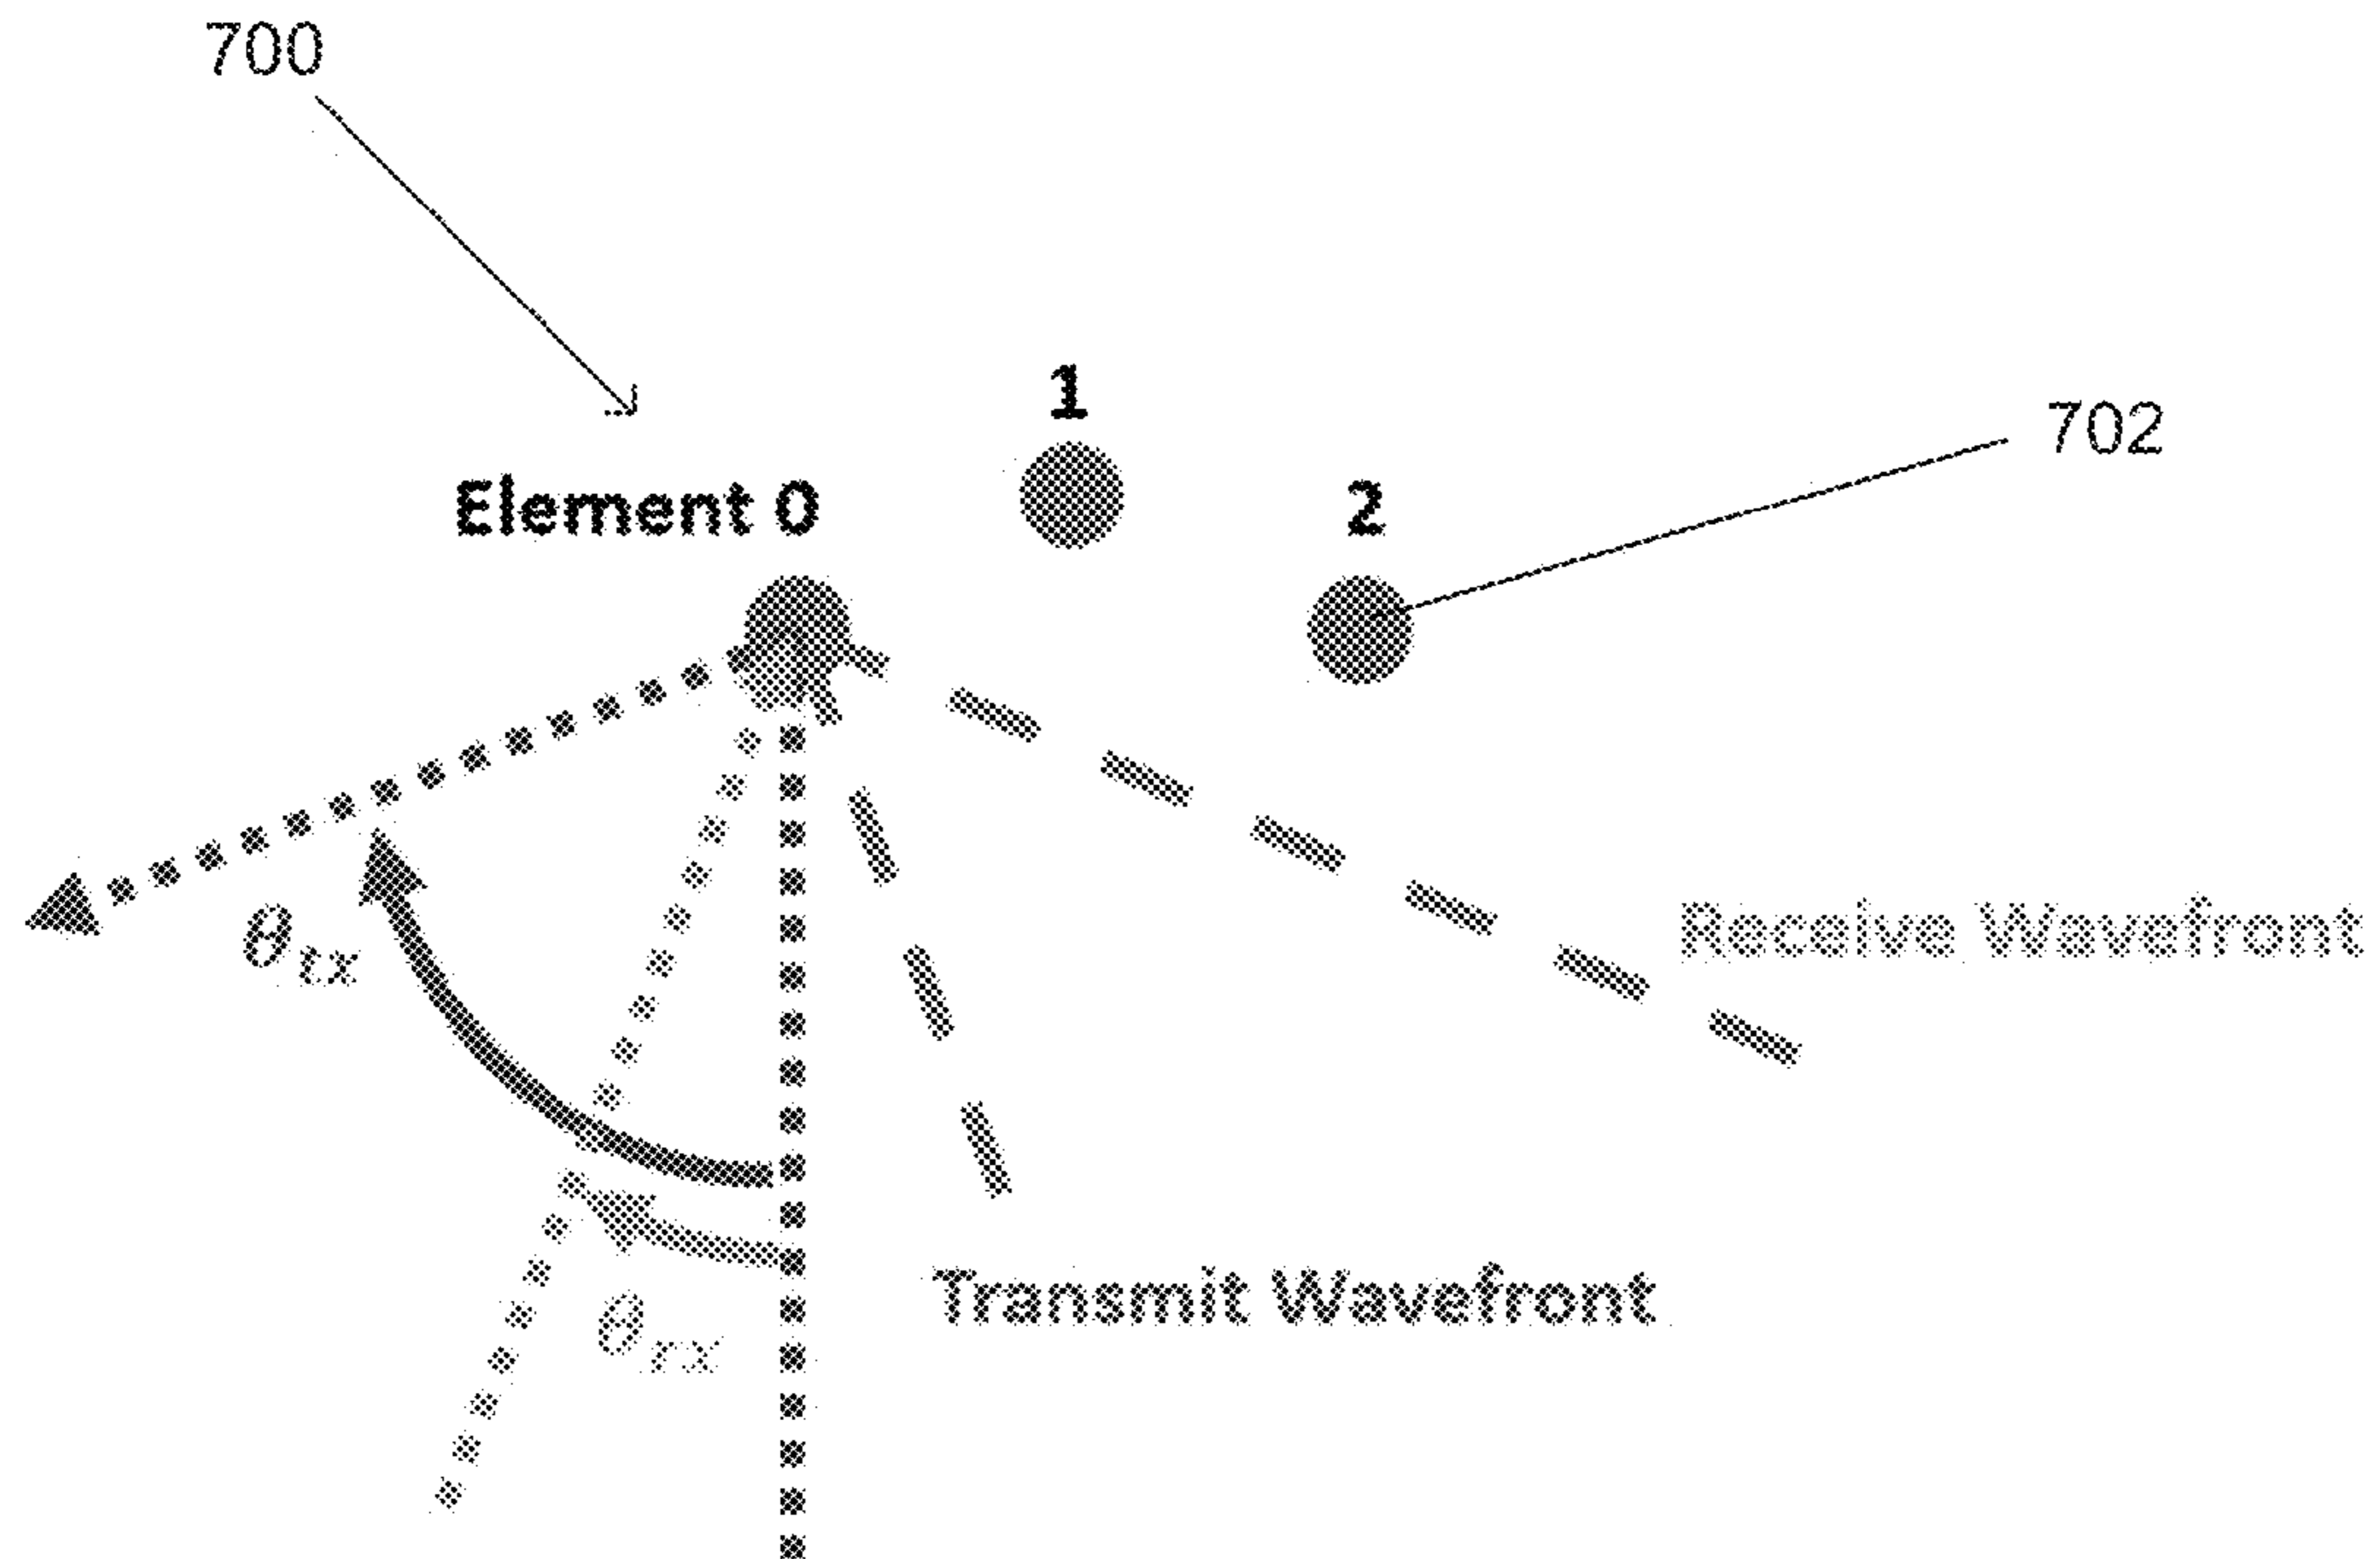 700
1
702
Element 0
2
θtx
Receive Wavefront
Transmit Wavefront
θrx